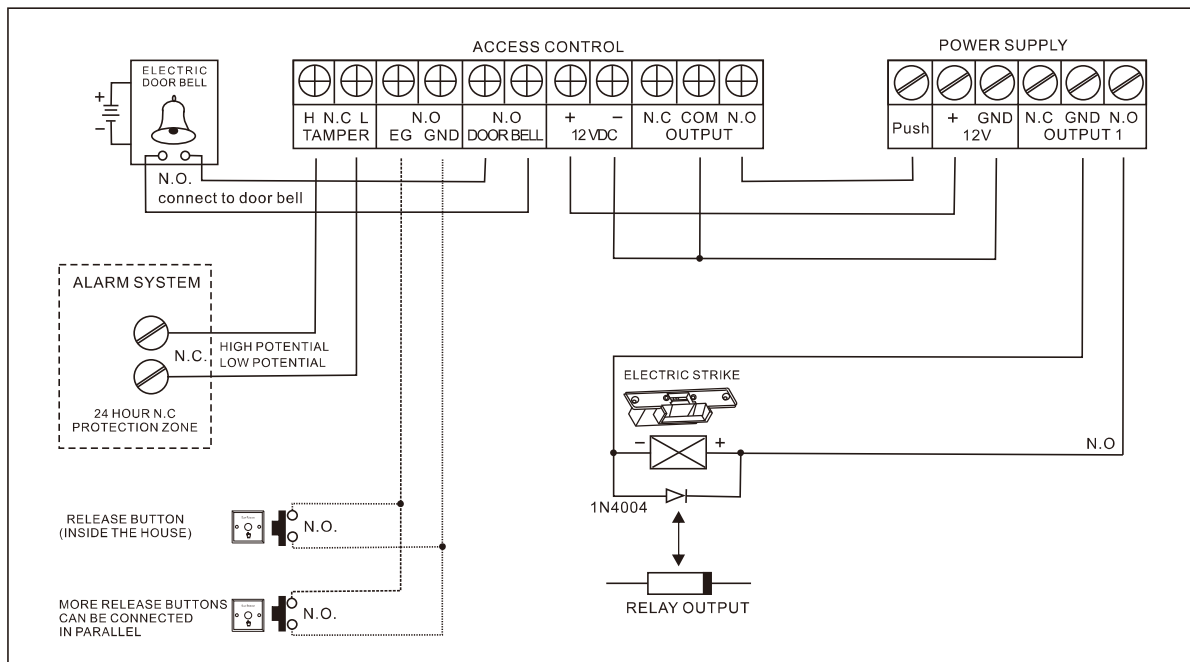 ACCESS CONTROL
POWER SUPPLY
ELECTRIC
DOOR BELL
+
−
H N.C L
TAMPER
N.O
EG GND
N.O
DOOR BELL
+ −
12 VDC
N.C COM N.O
OUTPUT
Push
+ GND
12V
N.C GND N.O
OUTPUT 1
N.O.
connect to door bell
ALARM SYSTEM
N.C.
HIGH POTENTIAL
LOW POTENTIAL
24 HOUR N.C
PROTECTION ZONE
ELECTRIC STRIKE
− +
N.O
1N4004
RELAY OUTPUT
RELEASE BUTTON
(INSIDE THE HOUSE)
N.O.
MORE RELEASE BUTTONS
CAN BE CONNECTED
IN PARALLEL
N.O.